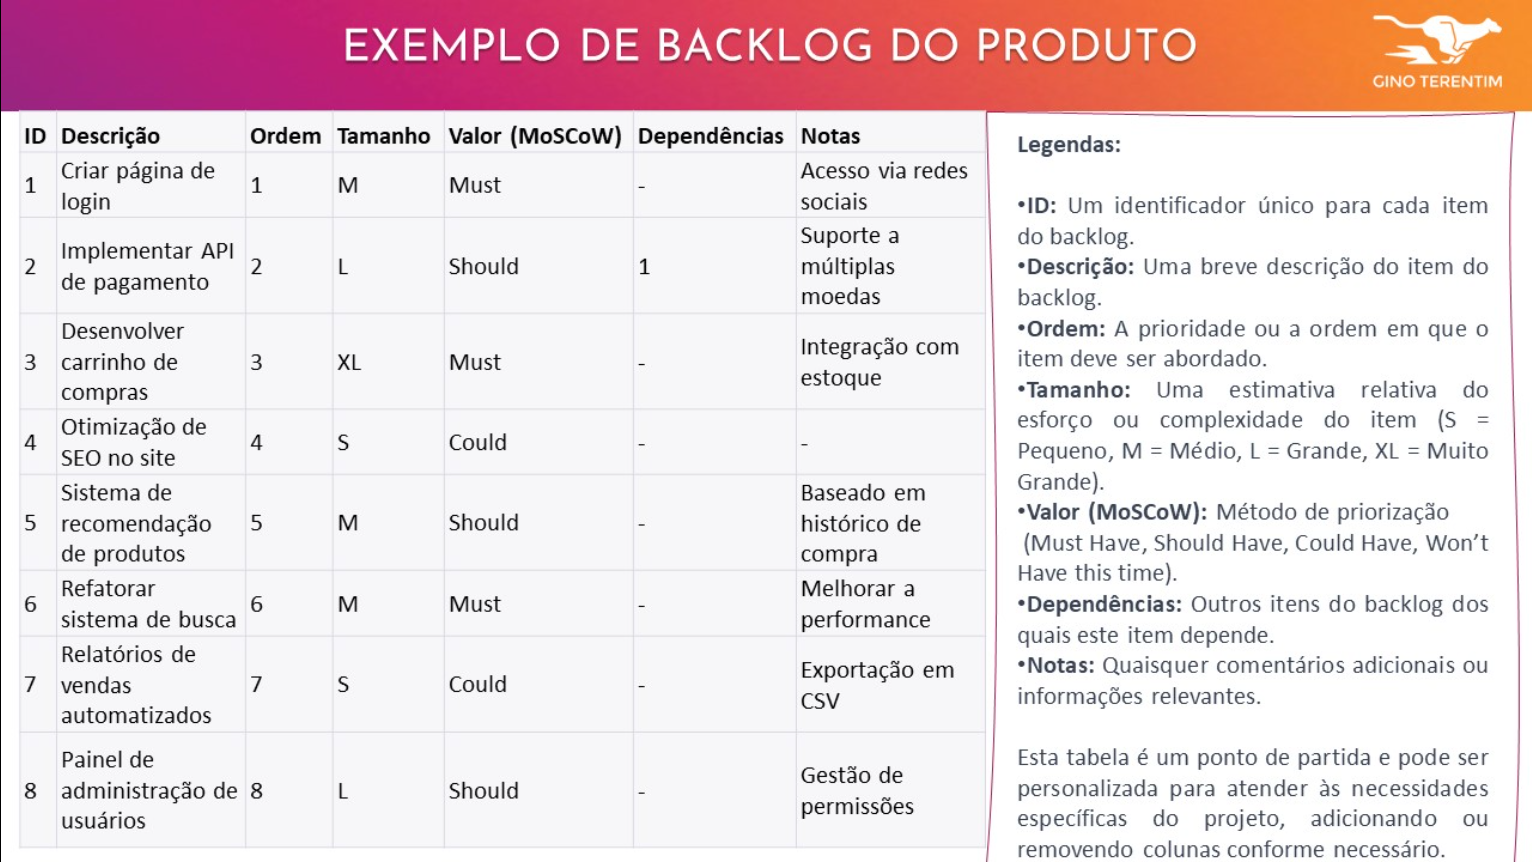 EXEMPLO DE BACKLOG DO PRODUTO
GINO TERENTIM
ID Descrição Ordem Tamanho Valor (MoSCoW) Dependências Notas
1 Criar página de login 1 M Must - Acesso via redes sociais
2 Implementar API de pagamento 2 L Should 1 Suporte a múltiplas moedas
3 Desenvolver carrinho de compras 3 XL Must - Integração com estoque
4 Otimização de SEO no site 4 S Could - -
5 Sistema de recomendação de produtos 5 M Should - Baseado em histórico de compra
6 Refatorar sistema de busca 6 M Must - Melhorar a performance
7 Relatórios de vendas automatizados 7 S Could - Exportação em CSV
8 Painel de administração de usuários 8 L Should - Gestão de permissões
Legendas:
•ID: Um identificador único para cada item
do backlog.
•Descrição: Uma breve descrição do item do
backlog.
•Ordem: A prioridade ou a ordem em que o
item deve ser abordado.
•Tamanho: Uma estimativa relativa do
esforço ou complexidade do item (S =
Pequeno, M = Médio, L = Grande, XL = Muito
Grande).
•Valor (MoSCoW): Método de priorização
(Must Have, Should Have, Could Have, Won’t
Have this time).
•Dependências: Outros itens do backlog dos
quais este item depende.
•Notas: Quaisquer comentários adicionais ou
informações relevantes.
Esta tabela é um ponto de partida e pode ser
personalizada para atender às necessidades
específicas do projeto, adicionando ou
removendo colunas conforme necessário.